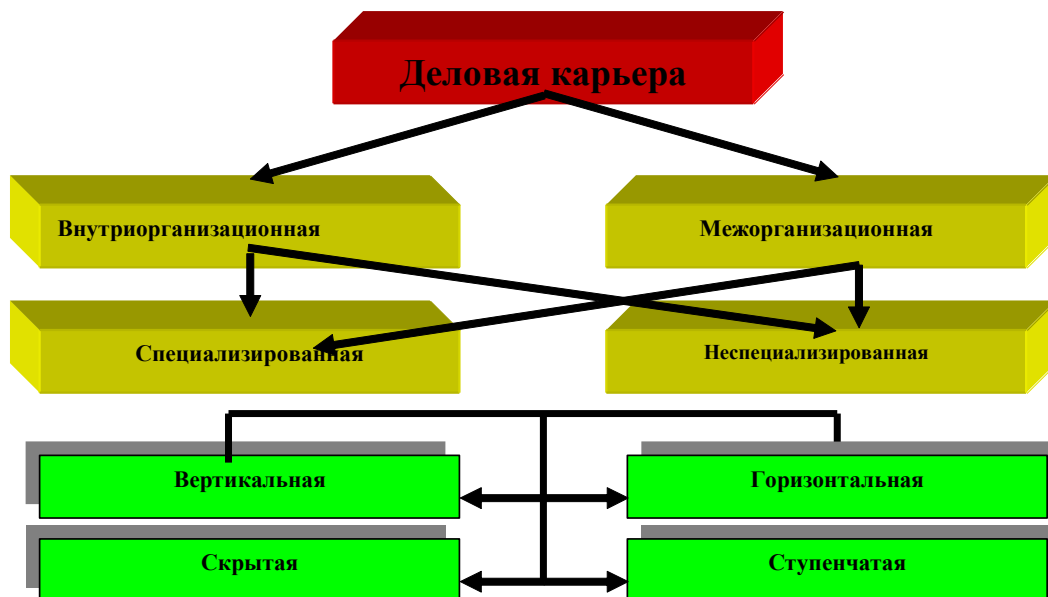 Деловая карьера
Внутриорганизационная
Межорганизационная
Специализированная
Неспециализированная
Вертикальная
Горизонтальная
Скрытая
Ступенчатая